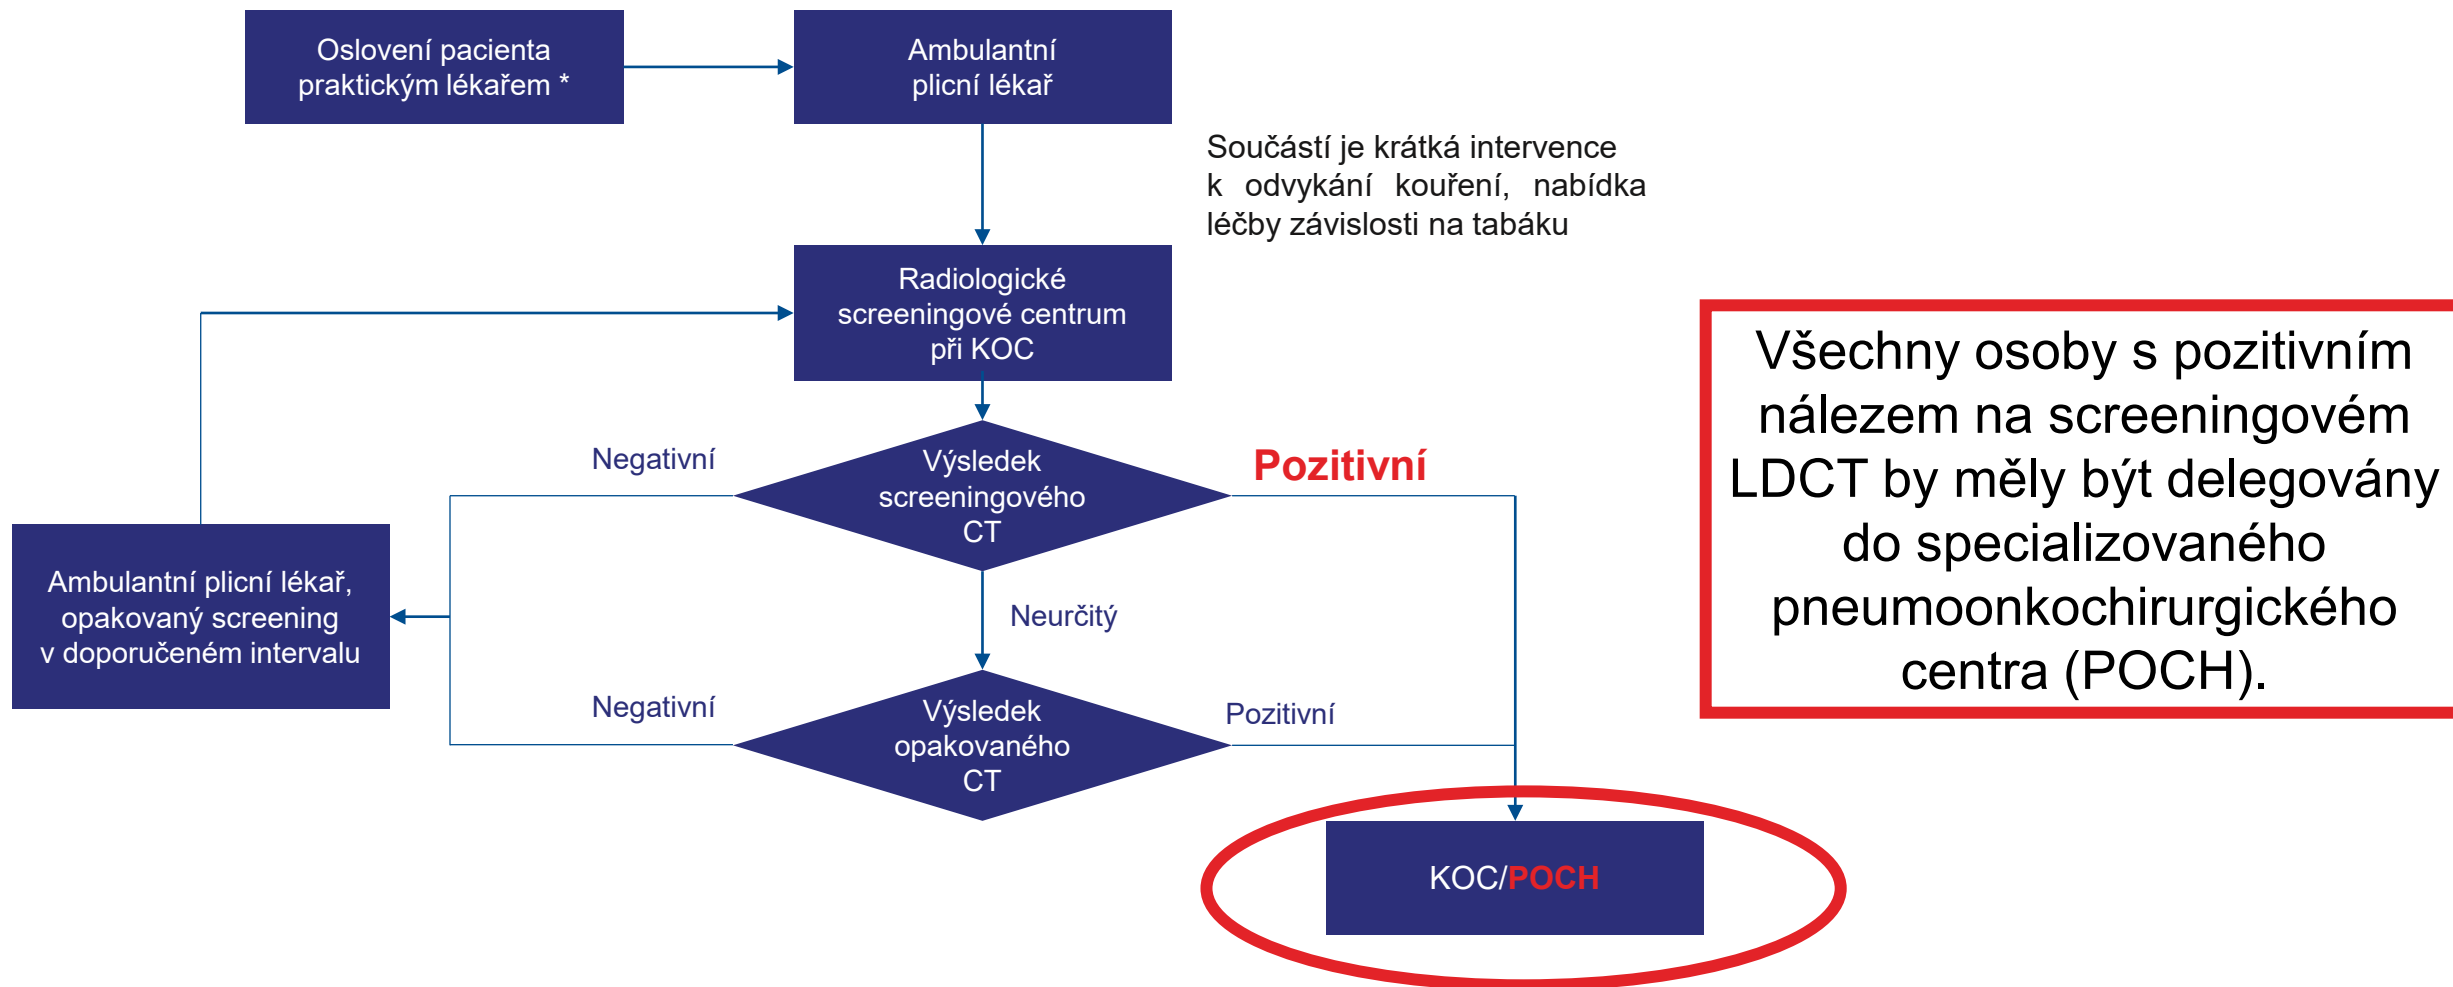 Oslovení pacienta
praktickým lékařem *
Ambulantní
plicní lékař
Součástí je krátká intervence
k odvykání kouření, nabídka
léčby závislosti na tabáku
Radiologické
screeningové centrum
při KOC
Všechny osoby s pozitivním
nálezem na screeningovém
LDCT by měly být delegovány
do specializovaného
pneumoonkochirurgického
centra (POCH).
Negativní
Výsledek
screeningového
CT
Pozitivní
Ambulantní plicní lékař,
opakovaný screening
v doporučeném intervalu
Neurčitý
Negativní
Výsledek
opakovaného
CT
Pozitivní
KOC/POCH